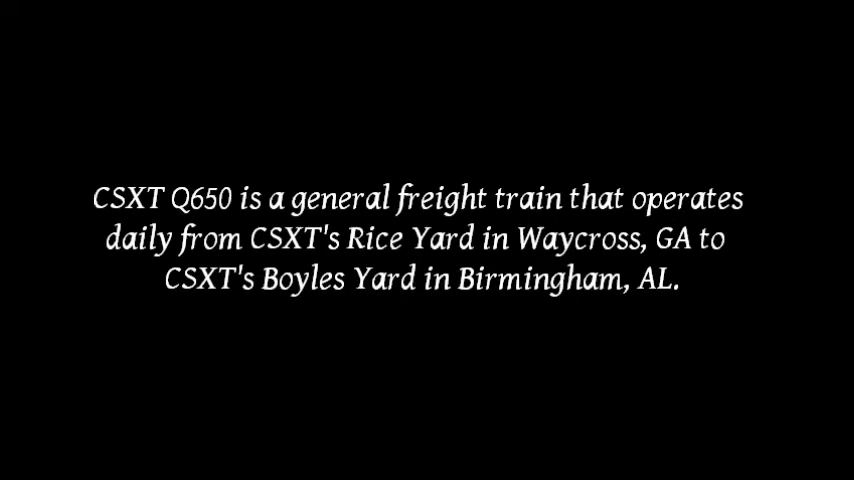 CSXT Q650 is a general freight train that operates
daily from CSXT's Rice Yard in Waycross, GA to
CSXT's Boyles Yard in Birmingham, AL.